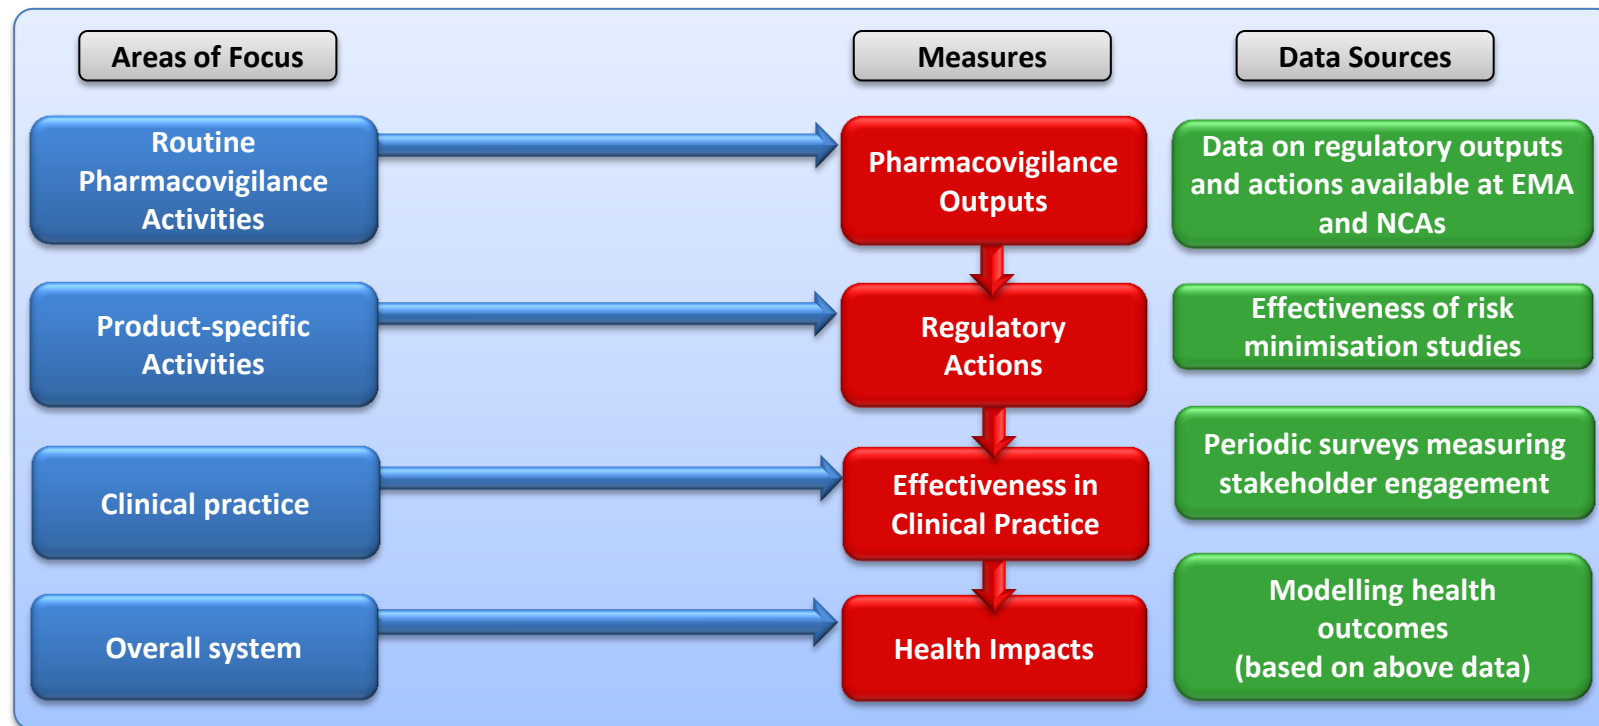 Areas of Focus
Measures
Data Sources
Routine
Pharmacovigilance
Activities
Pharmacovigilance
Outputs
Data on regulatory outputs
and actions available at EMA
and NCAs
Product-specific
Activities
Regulatory
Actions
Effectiveness of risk
minimisation studies
Clinical practice
Effectiveness in
Clinical Practice
Periodic surveys measuring
stakeholder engagement
Overall system
Health Impacts
Modelling health
outcomes
(based on above data)